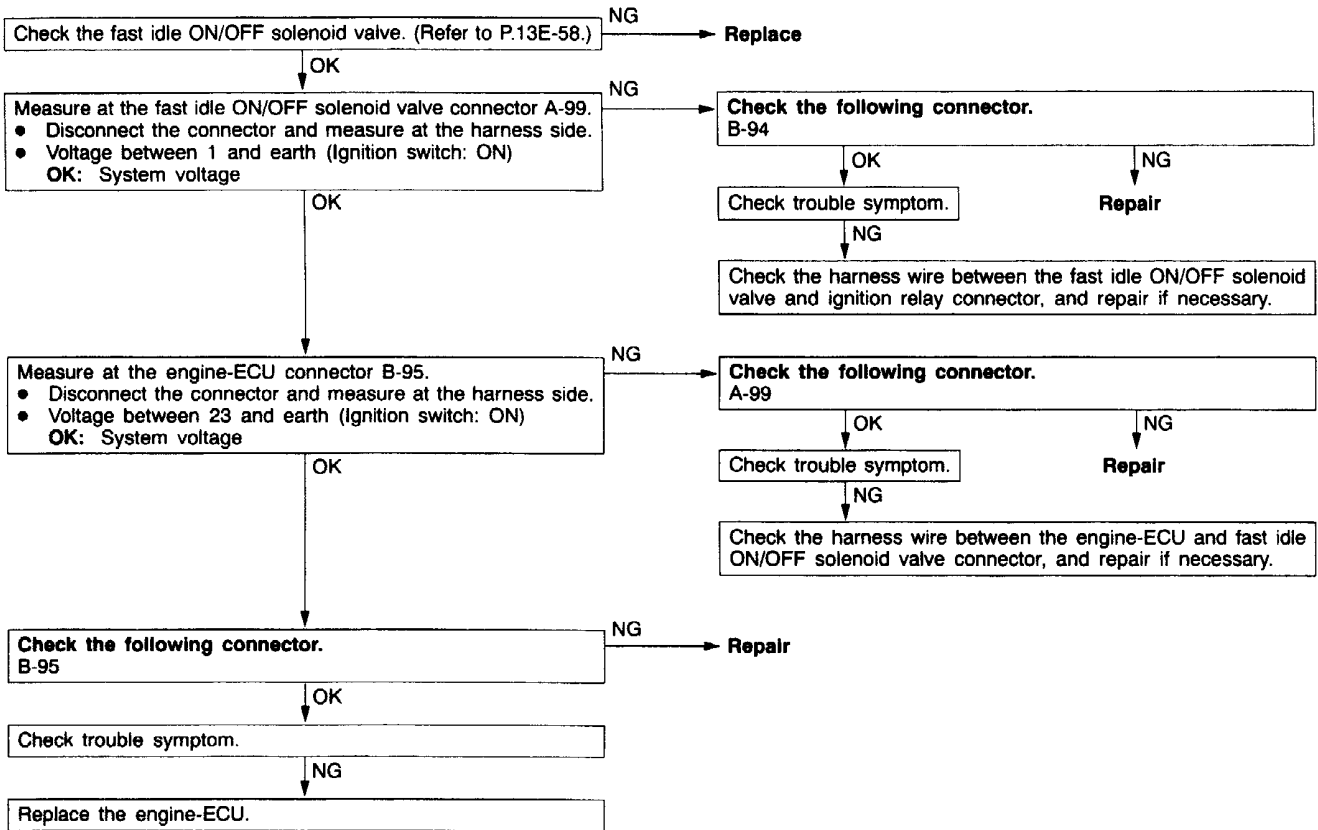 Check the fast idle ON/OFF solenoid valve. (Refer to P.13E-58.)
NG
Replace
OK
Measure at the fast idle ON/OFF solenoid valve connector A-99.
● Disconnect the connector and measure at the harness side.
● Voltage between 1 and earth (Ignition switch: ON)
OK: System voltage
NG
Check the following connector.
B-94
OK
NG
Check trouble symptom.
Repair
NG
Check the harness wire between the fast idle ON/OFF solenoid
valve and ignition relay connector, and repair if necessary.
OK
Measure at the engine-ECU connector B-95.
● Disconnect the connector and measure at the harness side.
● Voltage between 23 and earth (Ignition switch: ON)
OK: System voltage
NG
Check the following connector.
A-99
OK
NG
Check trouble symptom.
Repair
NG
Check the harness wire between the engine-ECU and fast idle
ON/OFF solenoid valve connector, and repair if necessary.
OK
Check the following connector.
B-95
NG
Repair
OK
Check trouble symptom.
NG
Replace the engine-ECU.